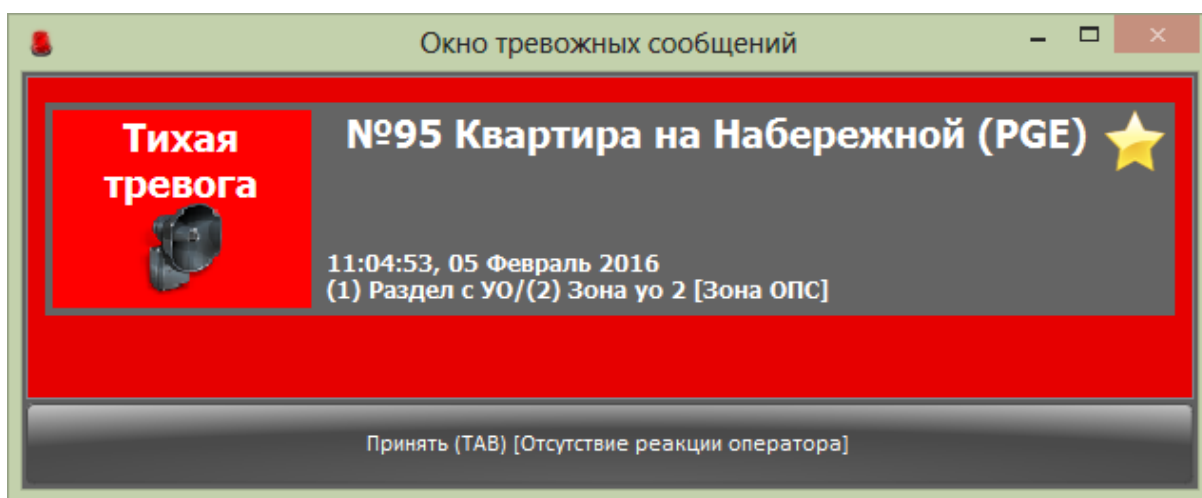 Окно тревожных сообщений
Тихая
тревога
№95 Квартира на Набережной (PGE)
11:04:53, 05 Февраль 2016
(1) Раздел с УО/(2) Зона уо 2 [Зона ОПС]
Принять (TAB) [Отсутствие реакции оператора]